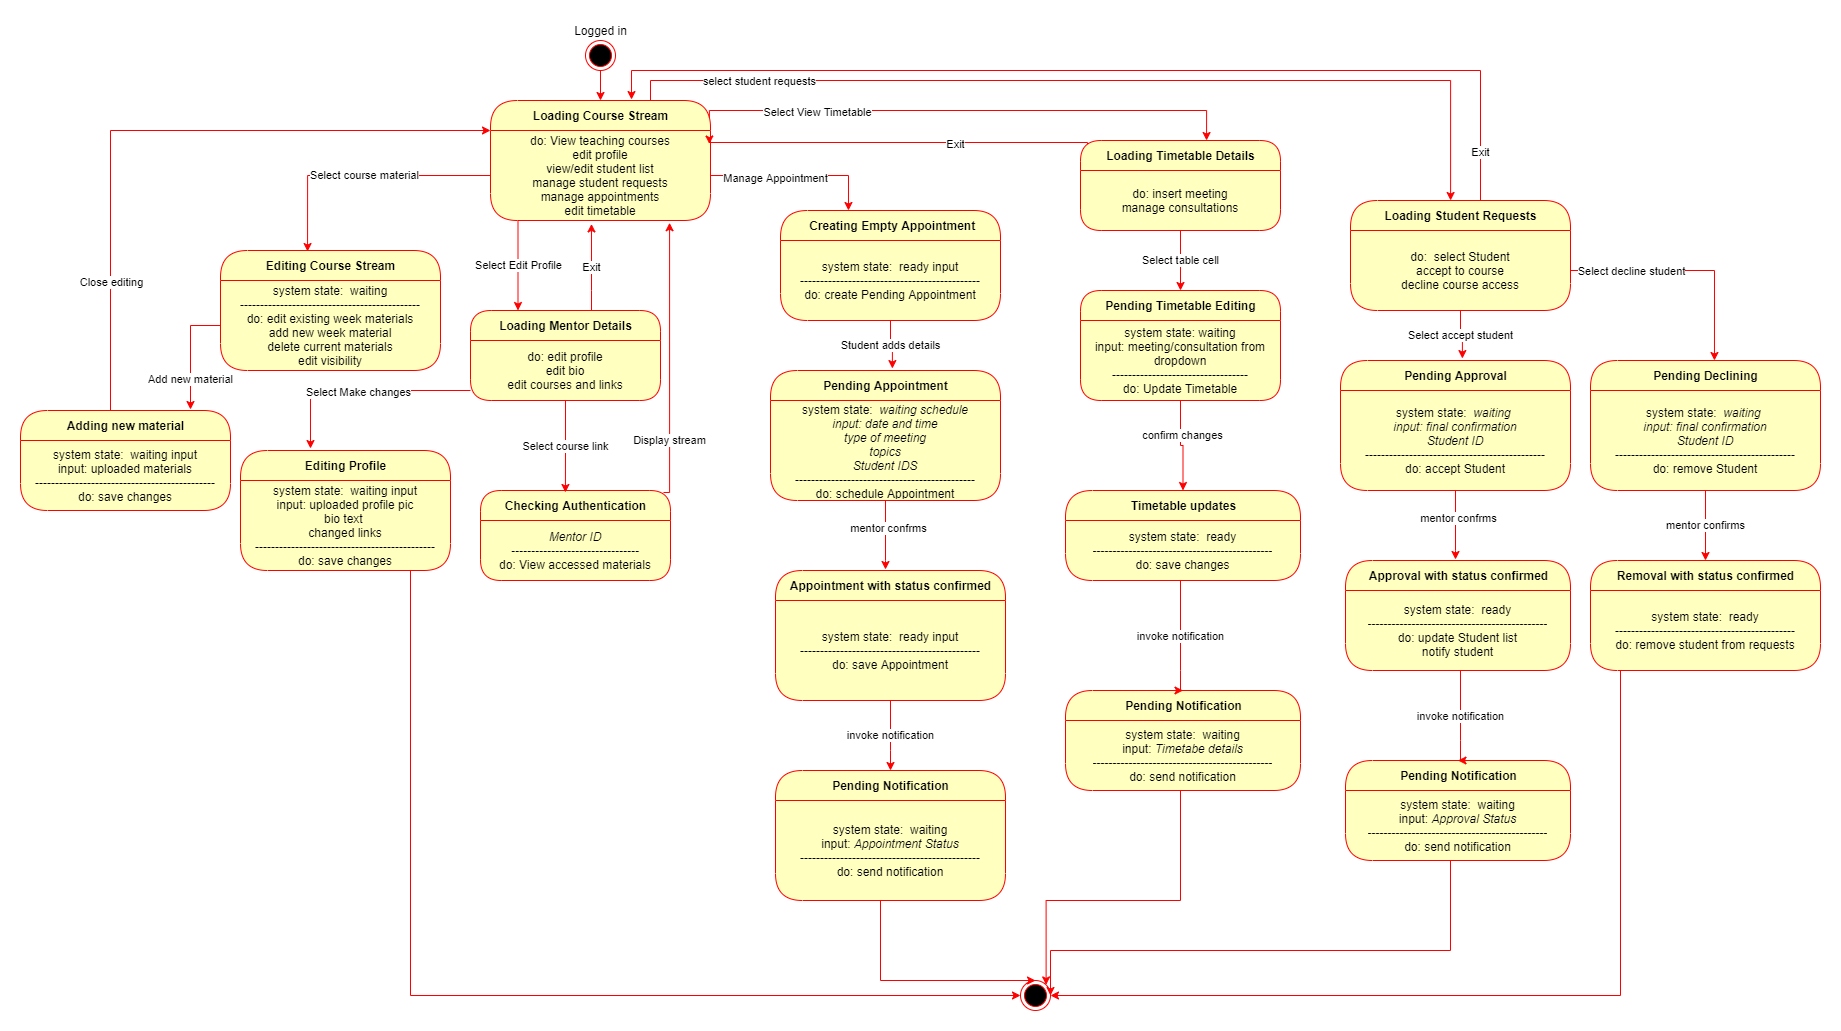 Logged in
select student requests
Select View Timetable
Exit
Exit
Loading Course Stream
do: View teaching courses
edit profile
view/edit student list
manage student requests
manage appointments
edit timetable
Select course material
Manage Appointment
Close editing
Select Edit Profile
Exit
Editing Course Stream
system state:  waiting
---------------------------------------------
do: edit existing week materials
add new week material
delete current materials
edit visibility
Add new material
Adding new material
system state:  waiting input
input: uploaded materials
---------------------------------------------
do: save changes
Loading Mentor Details
do: edit profile
edit bio
edit courses and links
Select Make changes
Select course link
Display stream
Editing Profile
system state:  waiting input
input: uploaded profile pic
bio text
changed links
---------------------------------------------
do: save changes
Checking Authentication
Mentor ID
--------------------------------
do: View accessed materials
Creating Empty Appointment
system state:  ready input
---------------------------------------------
do: create Pending Appointment
Student adds details
Pending Appointment
system state:  waiting schedule
input: date and time
type of meeting
topics
Student IDS
---------------------------------------------
do: schedule Appointment
mentor confrms
Appointment with status confirmed
system state:  ready input
---------------------------------------------
do: save Appointment
invoke notification
Pending Notification
system state:  waiting
input: Appointment Status
---------------------------------------------
do: send notification
Loading Timetable Details
do: insert meeting
manage consultations
Select table cell
Pending Timetable Editing
system state: waiting
input: meeting/consultation from
dropdown
----------------------------------
do: Update Timetable
confirm changes
Timetable updates
system state:  ready
---------------------------------------------
do: save changes
invoke notification
Pending Notification
system state:  waiting
input: Timetabe details
---------------------------------------------
do: send notification
Loading Student Requests
do:  select Student
accept to course
decline course access
Select decline student
Select accept student
Pending Approval
system state:  waiting
input: final confirmation
Student ID
---------------------------------------------
do: accept Student
mentor confrms
Approval with status confirmed
system state:  ready
---------------------------------------------
do: update Student list
notify student
invoke notification
Pending Notification
system state:  waiting
input: Approval Status
---------------------------------------------
do: send notification
Pending Declining
system state:  waiting
input: final confirmation
Student ID
---------------------------------------------
do: remove Student
mentor confrms
Removal with status confirmed
system state:  ready
---------------------------------------------
do: remove student from requests